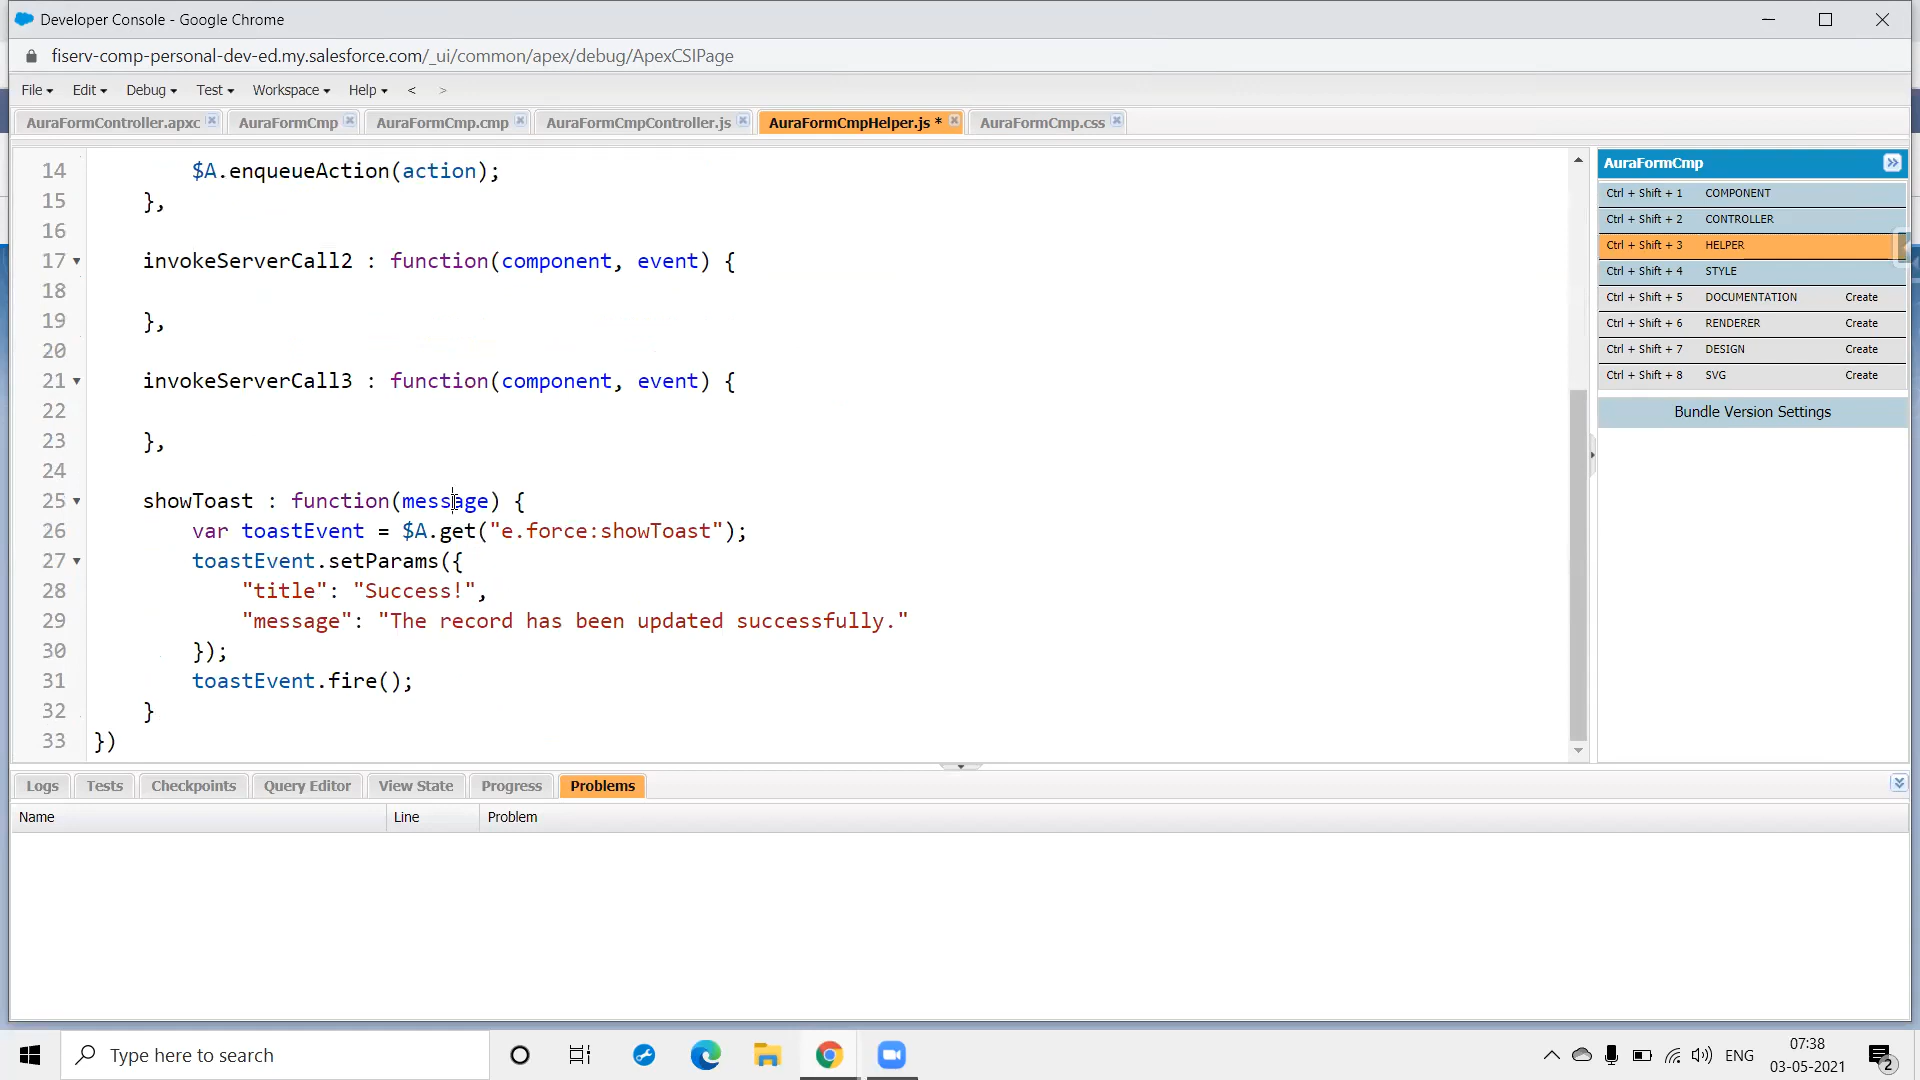 Developer Console - Google Chrome
fiserv-comp-personal-dev-ed.my.salesforce.com/_ui/common/apex/debug/ApexCSIPage
File Edit Debug Test Workspace Help < >
AuraFormController.apxc AuraFormCmp AuraFormCmp.cmp AuraFormCmpController.js AuraFormCmpHelper.js * AuraFormCmp.css
14 $A.enqueueAction(action);
15 },
16
17 invokeServerCall2 : function(component, event) {
18
19 },
20
21 invokeServerCall3 : function(component, event) {
22
23 },
24
25 showToast : function(message) {
26 var toastEvent = $A.get("e.force:showToast");
27 toastEvent.setParams({
28 "title": "Success!",
29 "message": "The record has been updated successfully."
30 });
31 toastEvent.fire();
32 }
33 })
AuraFormCmp
Ctrl + Shift + 1 COMPONENT
Ctrl + Shift + 2 CONTROLLER
Ctrl + Shift + 3 HELPER
Ctrl + Shift + 4 STYLE
Ctrl + Shift + 5 DOCUMENTATION Create
Ctrl + Shift + 6 RENDERER Create
Ctrl + Shift + 7 DESIGN Create
Ctrl + Shift + 8 SVG Create
Bundle Version Settings
Logs Tests Checkpoints Query Editor View State Progress Problems
Name Line Problem
Type here to search
ENG
07:38
03-05-2021
2